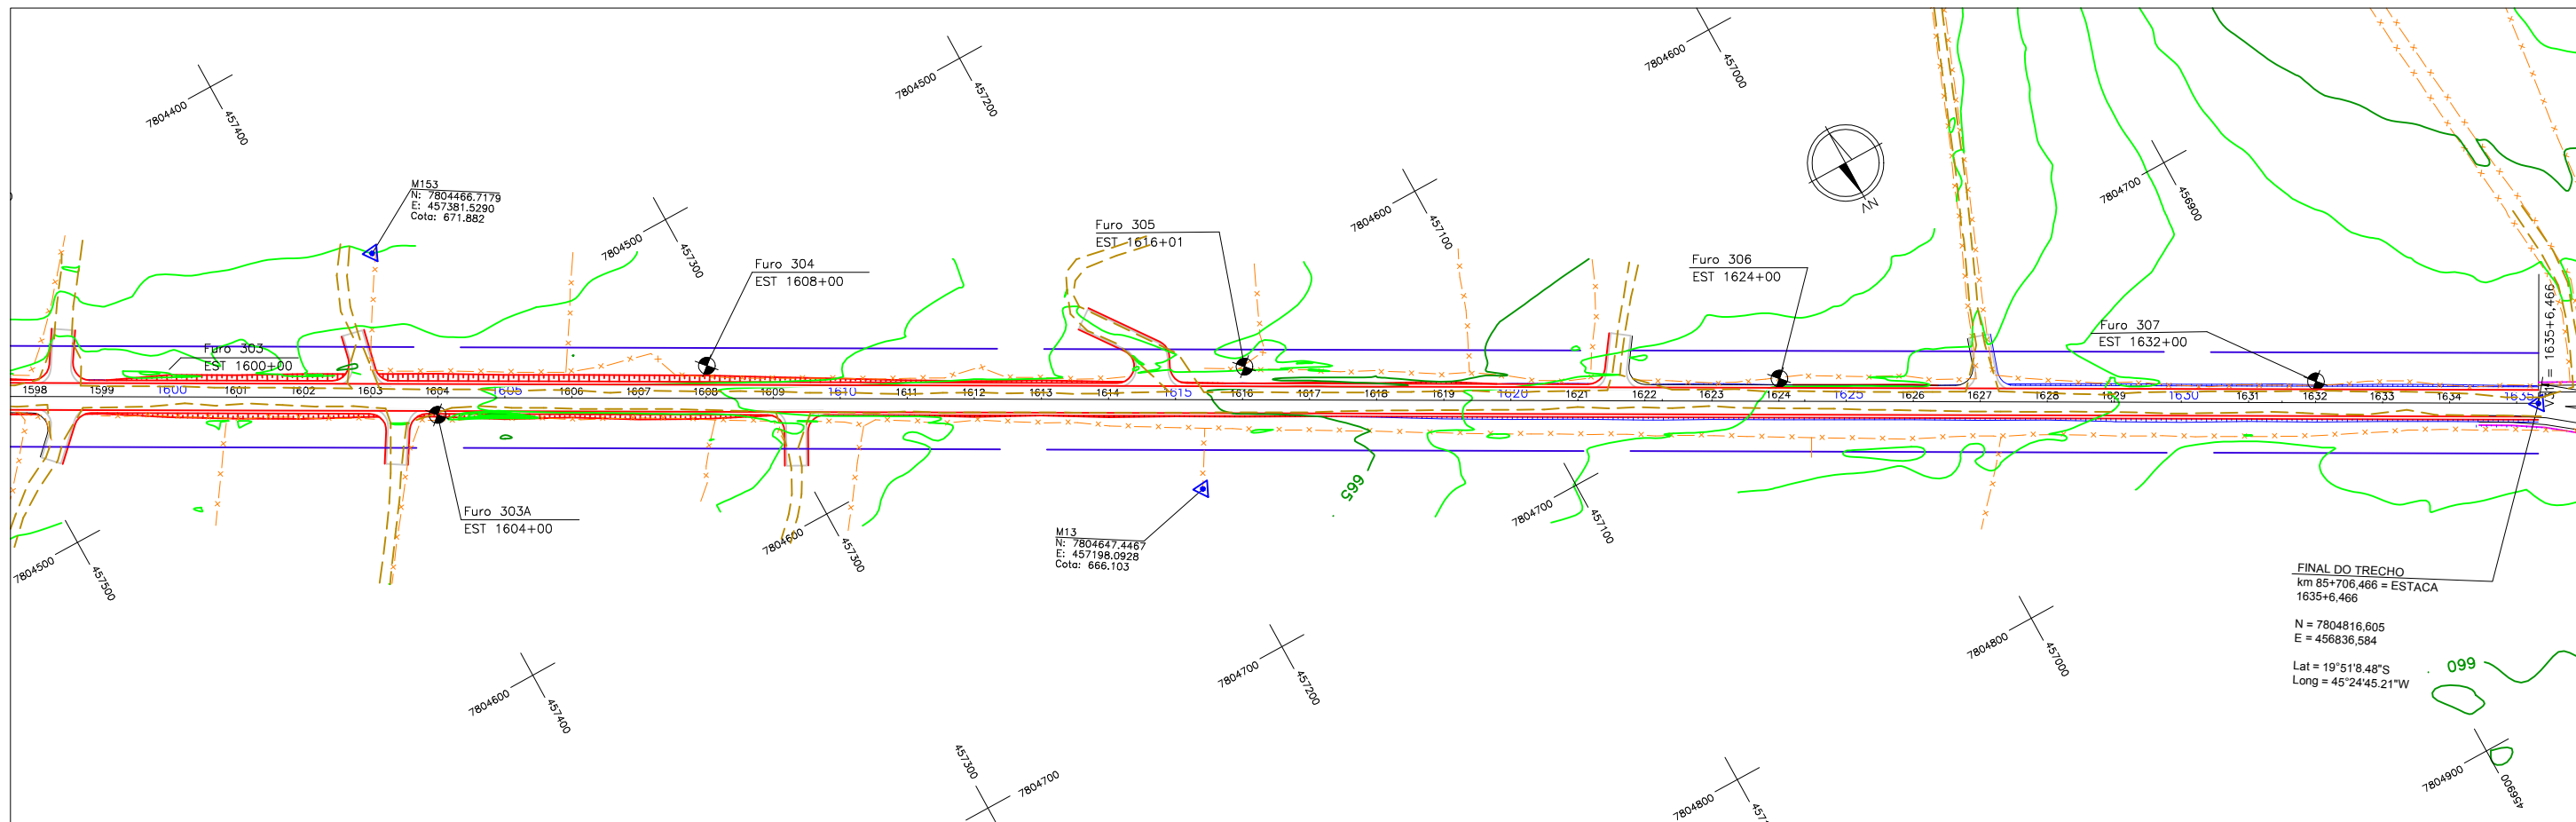 7804400
457400
7804500
457200
7804600
457000
M153
N: 7804466.7179
E: 457381.5290
Cota: 671.882
7804500
457300
Furo 304
EST 1608+00
Furo 305
EST 1616+01
7804600
457100
NV
7804700
456900
Furo 306
EST 1624+00
Furo 307
EST 1632+00
Furo 303
EST 1600+00
= 1635+6,466
1598 1599 1600 1601 1602 1603 1604 1605 1606 1607 1608 1609 1610 1611 1612 1613 1614 1615 1616 1617 1618 1619 1620 1621 1622 1623 1624 1625 1626 1627 1628 1629 1630 1631 1632 1633 1634 1635
Furo 303A
EST 1604+00
665
7804500
457500
7804600
457300
M13
N: 7804647.4467
E: 457198.0928
Cota: 666.103
7804700
457100
FINAL DO TRECHO
km 85+706,466 = ESTACA
1635+6,466
N = 7804816,605
E = 456836,584
Lat = 19°51'8,48"S
Long = 45°24'45.21"W
660
7804600
457400
7804700
457200
7804800
457000
457300
7804700
7804800
7804900
456900